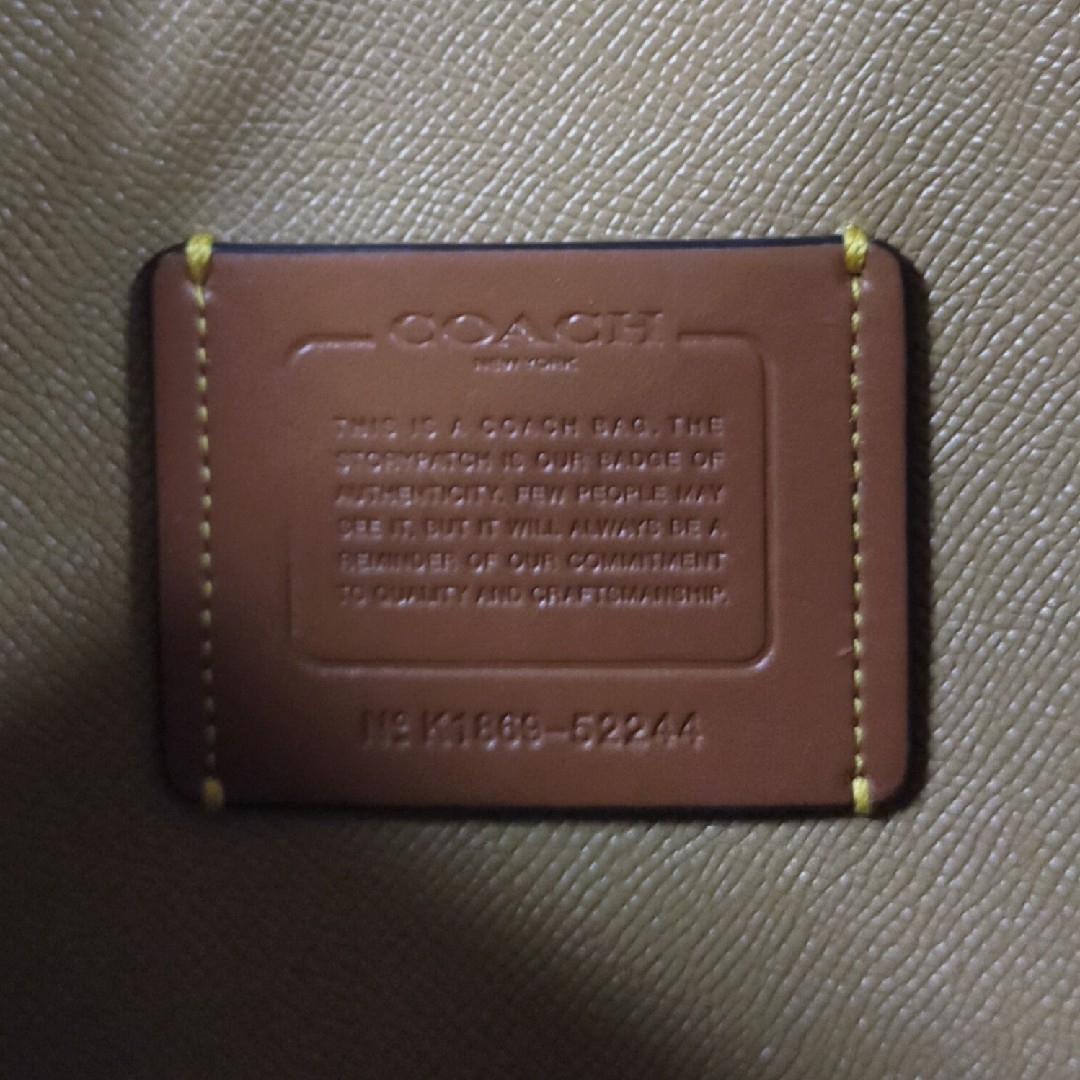 COACH
NEW YORK
THIS IS A COACH BAG. THE
STORYPATCH IS OUR BADGE OF
AUTHENTICITY. FEW PEOPLE MAY
SEE IT, BUT IT WILL ALWAYS BE A
REMINDER OF OUR COMMITMENT
TO QUALITY AND CRAFTSMANSHIP.
Nº K1869-52244